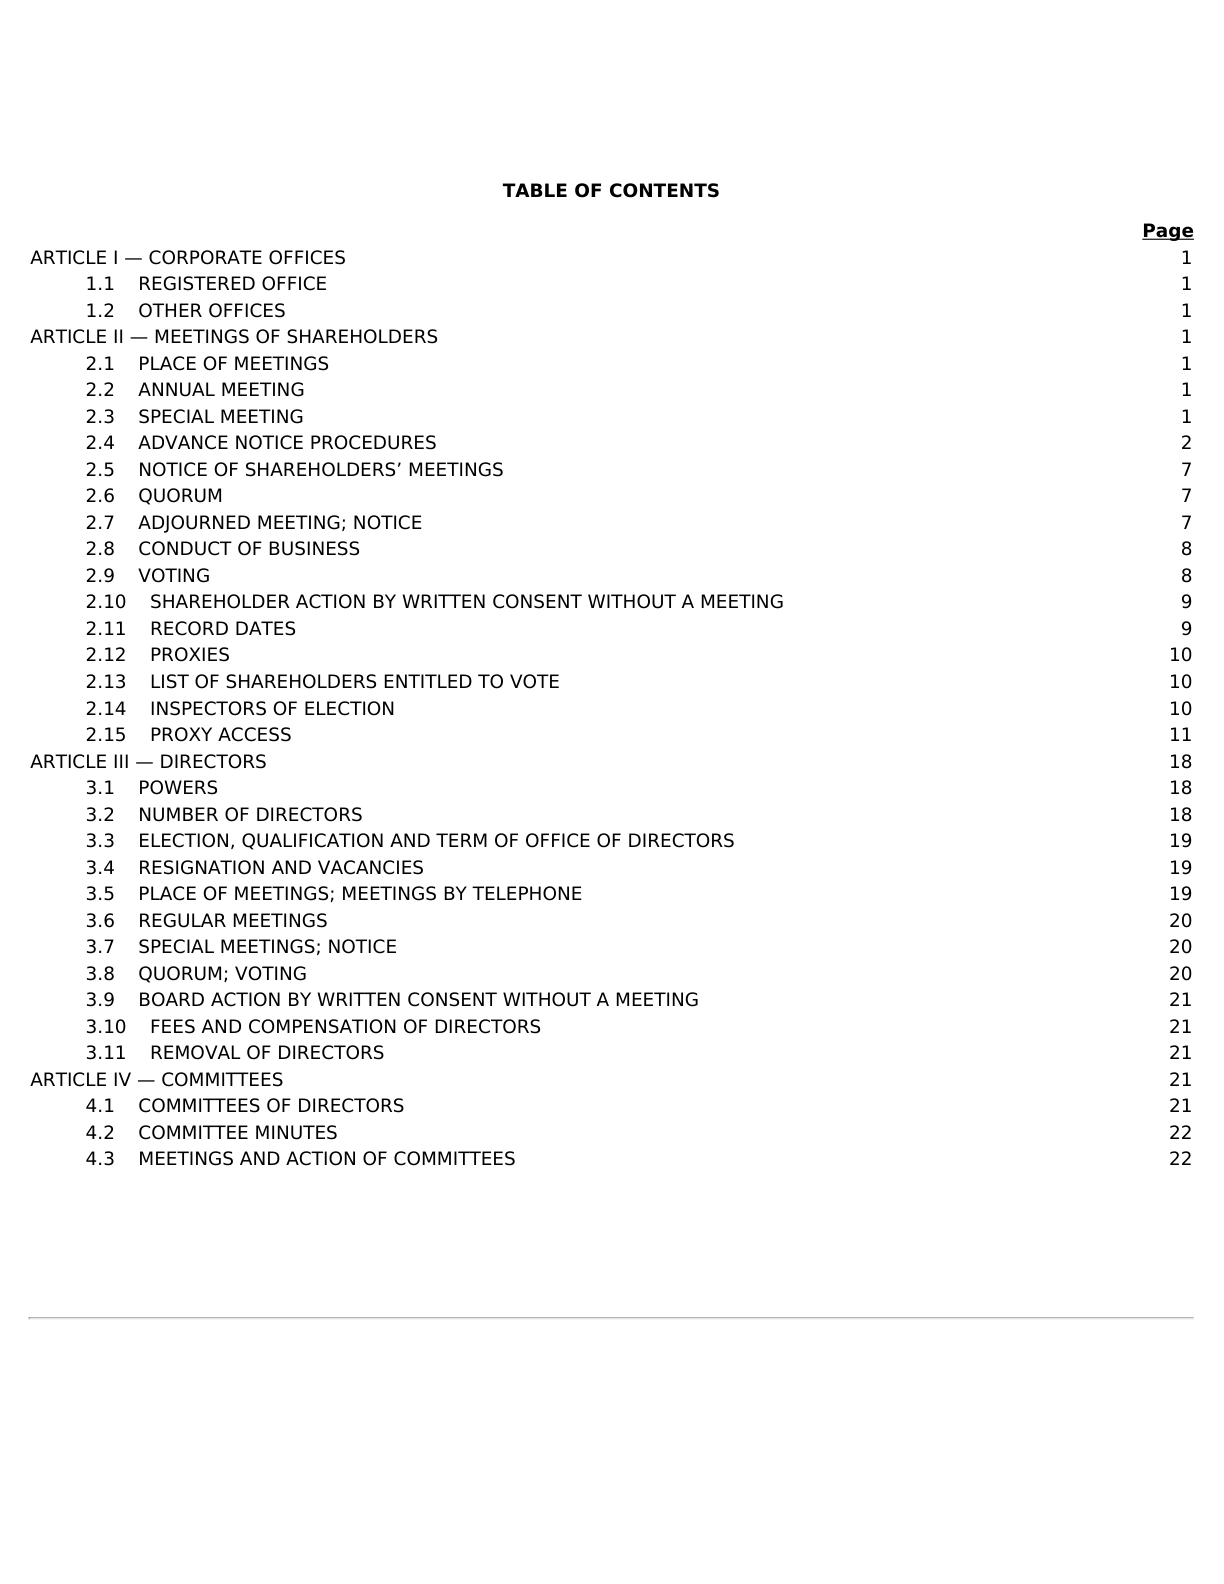 TABLE OF CONTENTS
Page
ARTICLE I — CORPORATE OFFICES 1
1.1 REGISTERED OFFICE 1
1.2 OTHER OFFICES 1
ARTICLE II — MEETINGS OF SHAREHOLDERS 1
2.1 PLACE OF MEETINGS 1
2.2 ANNUAL MEETING 1
2.3 SPECIAL MEETING 1
2.4 ADVANCE NOTICE PROCEDURES 2
2.5 NOTICE OF SHAREHOLDERS’ MEETINGS 7
2.6 QUORUM 7
2.7 ADJOURNED MEETING; NOTICE 7
2.8 CONDUCT OF BUSINESS 8
2.9 VOTING 8
2.10 SHAREHOLDER ACTION BY WRITTEN CONSENT WITHOUT A MEETING 9
2.11 RECORD DATES 9
2.12 PROXIES 10
2.13 LIST OF SHAREHOLDERS ENTITLED TO VOTE 10
2.14 INSPECTORS OF ELECTION 10
2.15 PROXY ACCESS 11
ARTICLE III — DIRECTORS 18
3.1 POWERS 18
3.2 NUMBER OF DIRECTORS 18
3.3 ELECTION, QUALIFICATION AND TERM OF OFFICE OF DIRECTORS 19
3.4 RESIGNATION AND VACANCIES 19
3.5 PLACE OF MEETINGS; MEETINGS BY TELEPHONE 19
3.6 REGULAR MEETINGS 20
3.7 SPECIAL MEETINGS; NOTICE 20
3.8 QUORUM; VOTING 20
3.9 BOARD ACTION BY WRITTEN CONSENT WITHOUT A MEETING 21
3.10 FEES AND COMPENSATION OF DIRECTORS 21
3.11 REMOVAL OF DIRECTORS 21
ARTICLE IV — COMMITTEES 21
4.1 COMMITTEES OF DIRECTORS 21
4.2 COMMITTEE MINUTES 22
4.3 MEETINGS AND ACTION OF COMMITTEES 22